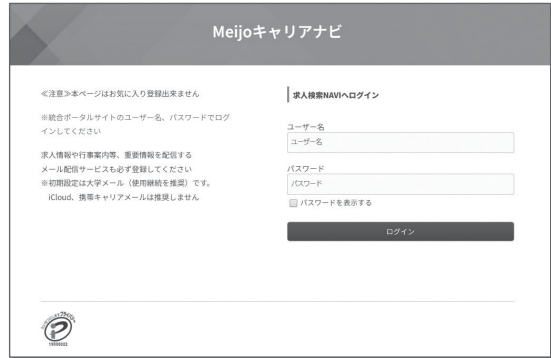 Meijoキャリアナビ
≪注意≫本ページはお気に入り登録出来ません
※統合ポータルサイトのユーザー名、パスワードでログ
インしてください
求人情報や行事案内等、重要情報を配信する
メール配信サービスも必ず登録してください
※初期設定は大学メール（使用継続を推奨）です。
iCloud、携帯キャリアメールは推奨しません
求人検索NAVIへログイン
ユーザー名
ユーザー名
パスワード
パスワード
パスワードを表示する
ログイン